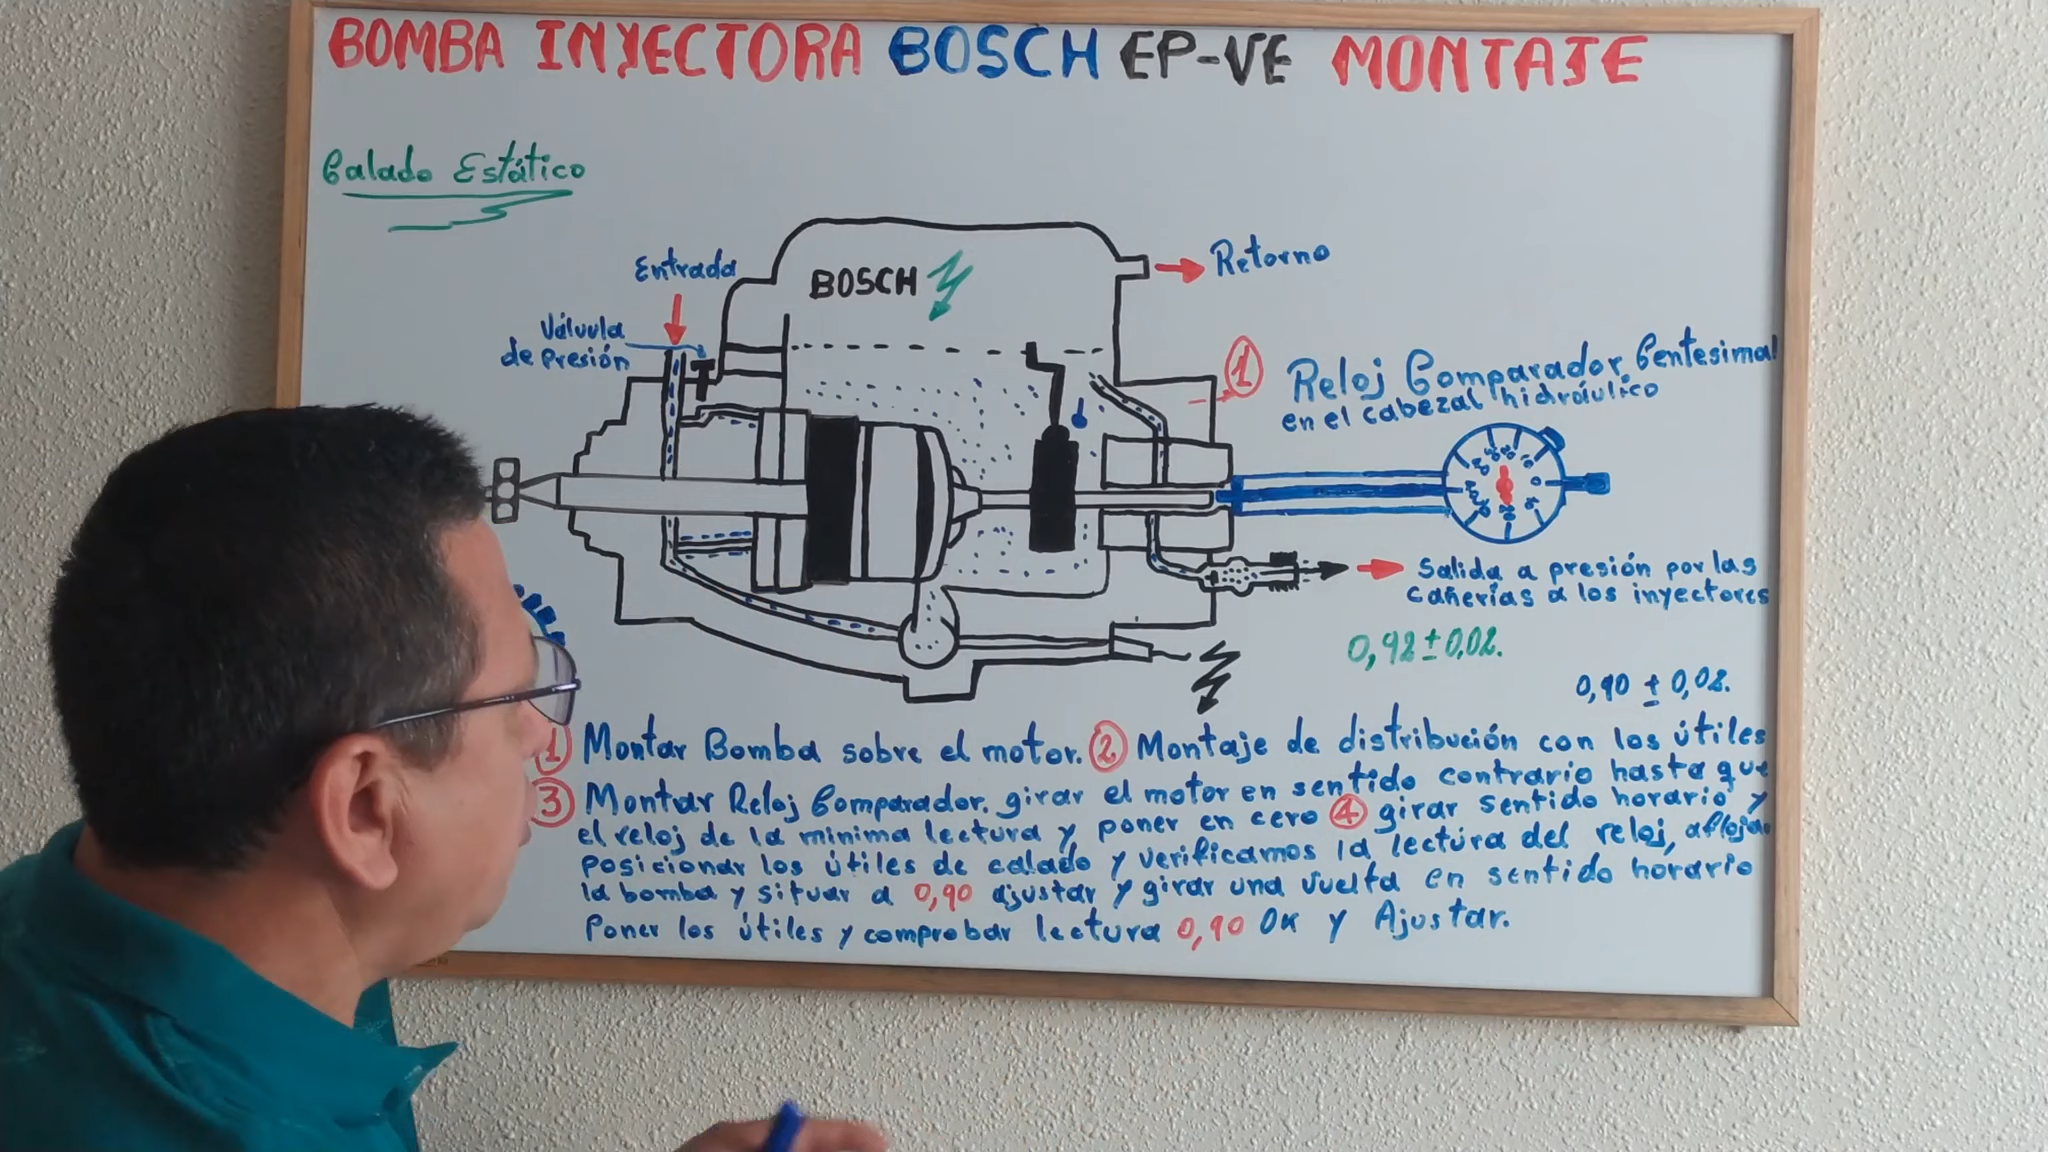 BOMBA INYECTORA BOSCH EP-VE MONTAJE
Calado Estático
Entrada
BOSCH
Retorno
Válvula
de Presión
1
Reloj Comparador Centesimal
en el cabezal hidráulico
Salida a presión por las
cañerías a los inyectores
0,92 ± 0,02.
0,90 ± 0,02.
1 Montar Bomba sobre el motor. 2 Montaje de distribución con los útiles
3 Montar Reloj Comparador. girar el motor en sentido contrario hasta que
el reloj de la minima lectura y poner en cero 4 girar sentido horario y
posicionar los útiles de calado y verificamos la lectura del reloj, aflojar
la bomba y situar a 0,90 ajustar y girar una vuelta en sentido horario
Poner los útiles y comprobar lectura 0,90 OK y Ajustar.